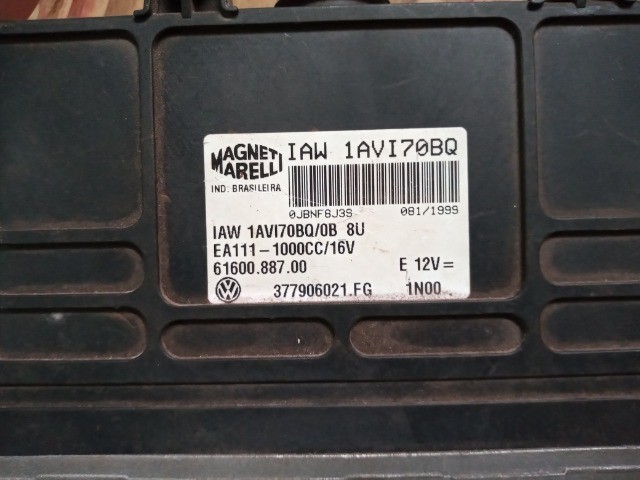 MAGNETI MARELLI IAW 1AVI70BQ
IND. BRASILEIRA
0JBNF8J3S 081/1999
IAW 1AVI70BQ/0B 8U
EA111-1000CC/16V
61600.887.00 E 12V=
377906021.FG 1N00